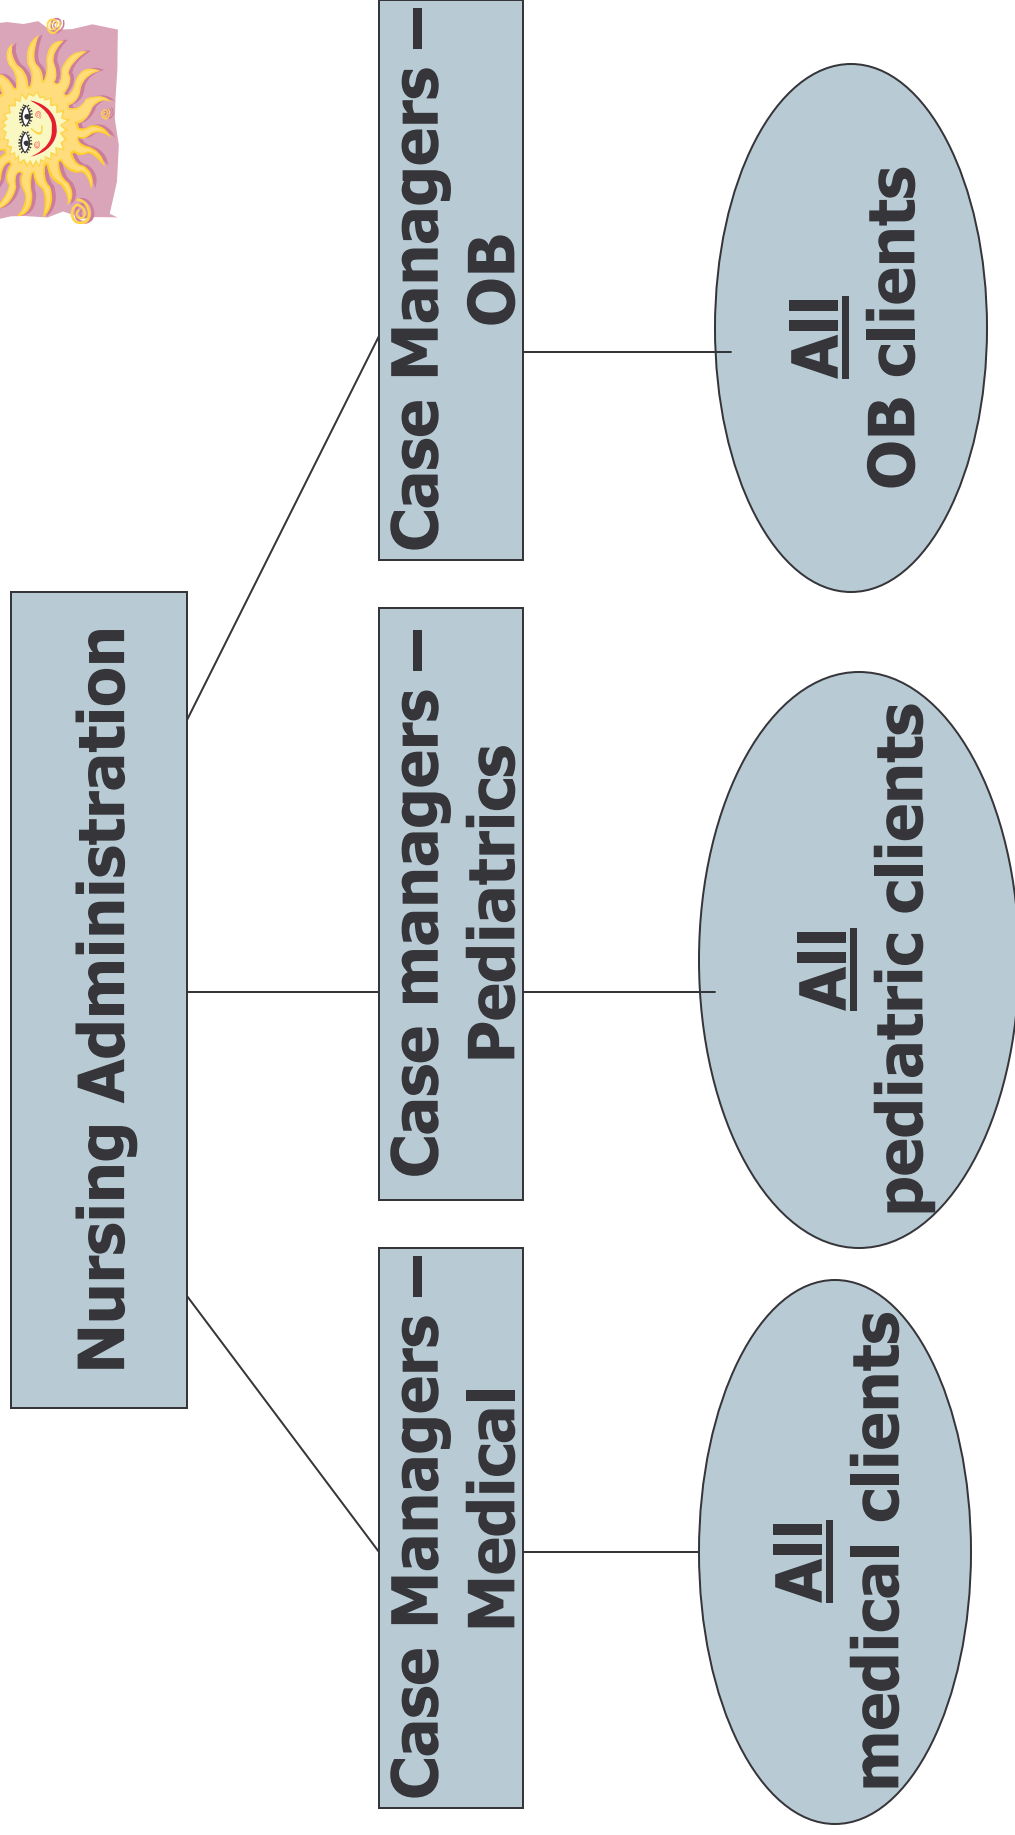 Nursing Administration
Case Managers –
Medical
Case managers –
Pediatrics
Case Managers –
OB
All
medical clients
All
pediatric clients
All
OB clients